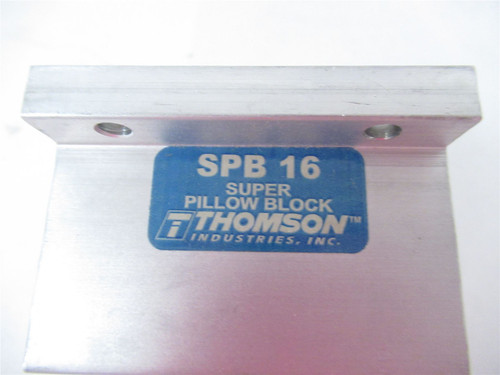 SPB 16
SUPER
PILLOW BLOCK
THOMSON™
INDUSTRIES, INC.